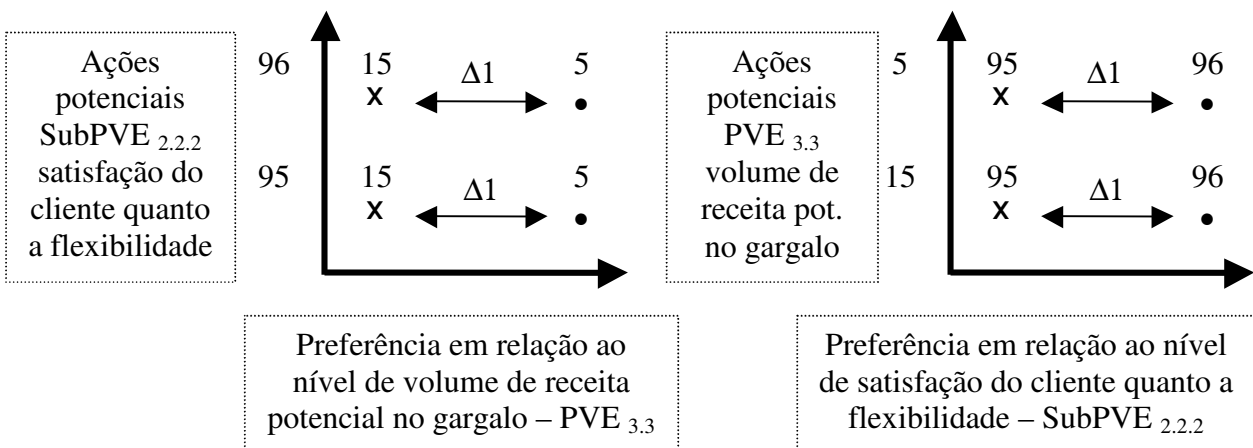 Ações
potenciais
SubPVE 2.2.2
satisfação do
cliente quanto
a flexibilidade
96 15 Δ1 5
x •
95 15 Δ1 5
x •
Preferência em relação ao
nível de volume de receita
potencial no gargalo – PVE 3.3
Ações
potenciais
PVE 3.3
volume de
receita pot.
no gargalo
5 95 Δ1 96
x •
15 95 Δ1 96
x •
Preferência em relação ao nível
de satisfação do cliente quanto a
flexibilidade – SubPVE 2.2.2